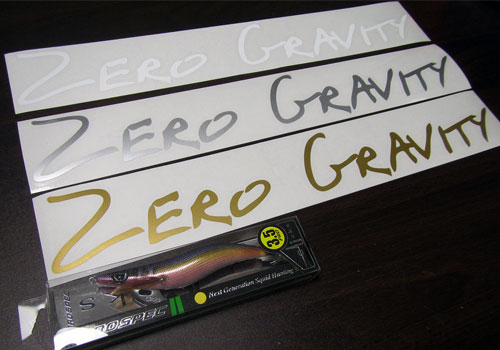 ZERO GRAVITY
ZERO GRAVITY
ZERO GRAVITY
3.5
S
Next Generation Squid Hunting